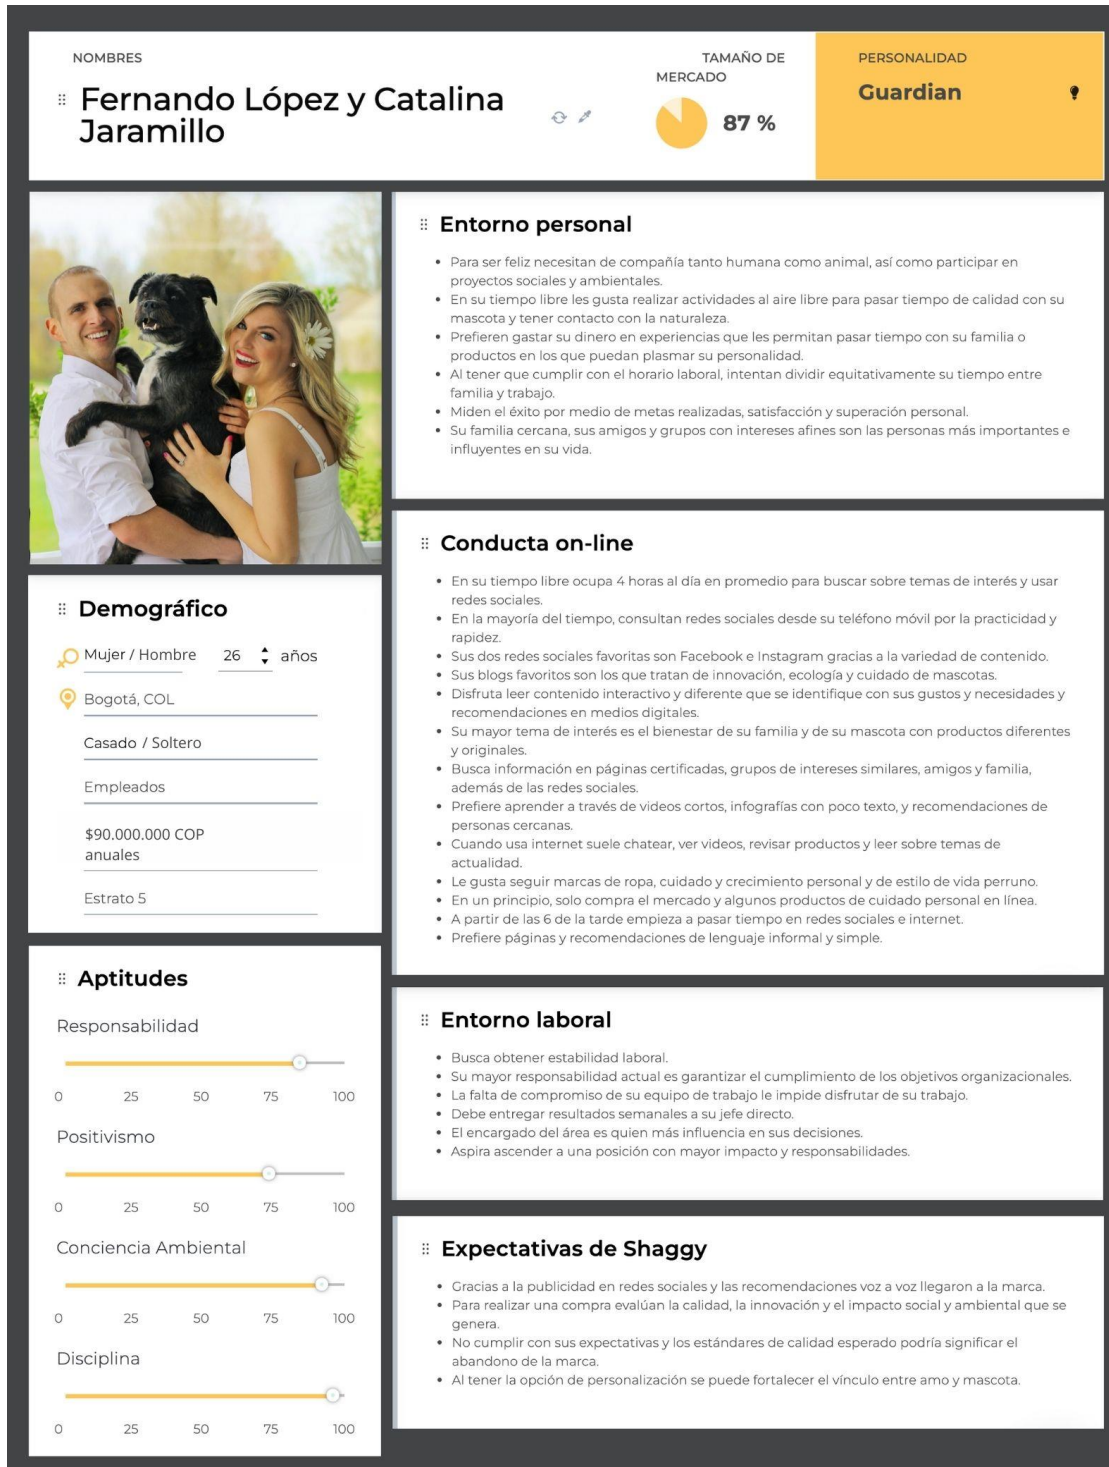 NOMBRES
Fernando López y Catalina
Jaramillo
TAMAÑO DE
MERCADO
87 %
PERSONALIDAD
Guardian
Entorno personal
• Para ser feliz necesitan de compañía tanto humana como animal, así como participar en
proyectos sociales y ambientales.
• En su tiempo libre les gusta realizar actividades al aire libre para pasar tiempo de calidad con su
mascota y tener contacto con la naturaleza.
• Prefieren gastar su dinero en experiencias que les permitan pasar tiempo con su familia o
productos en los que puedan plasmar su personalidad.
• Al tener que cumplir con el horario laboral, intentan dividir equitativamente su tiempo entre
familia y trabajo.
• Miden el éxito por medio de metas realizadas, satisfacción y superación personal.
• Su familia cercana, sus amigos y grupos con intereses afines son las personas más importantes e
influyentes en su vida.
Demográfico
Mujer / Hombre 26 años
Bogotá, COL
Casado / Soltero
Empleados
$90.000.000 COP
anuales
Estrato 5
Aptitudes
Responsabilidad
0 25 50 75 100
Positivismo
0 25 50 75 100
Conciencia Ambiental
0 25 50 75 100
Disciplina
0 25 50 75 100
Conducta on-line
• En su tiempo libre ocupa 4 horas al día en promedio para buscar sobre temas de interés y usar
redes sociales.
• En la mayoría del tiempo, consultan redes sociales desde su teléfono móvil por la practicidad y
rapidez.
• Sus dos redes sociales favoritas son Facebook e Instagram gracias a la variedad de contenido.
• Sus blogs favoritos son los que tratan de innovación, ecología y cuidado de mascotas.
• Disfruta leer contenido interactivo y diferente que se identifique con sus gustos y necesidades y
recomendaciones en medios digitales.
• Su mayor tema de interés es el bienestar de su familia y de su mascota con productos diferentes
y originales.
• Busca información en páginas certificadas, grupos de intereses similares, amigos y familia,
además de las redes sociales.
• Prefiere aprender a través de videos cortos, infografías con poco texto, y recomendaciones de
personas cercanas.
• Cuando usa internet suele chatear, ver videos, revisar productos y leer sobre temas de
actualidad.
• Le gusta seguir marcas de ropa, cuidado y crecimiento personal y de estilo de vida perruno.
• En un principio, solo compra el mercado y algunos productos de cuidado personal en línea.
• A partir de las 6 de la tarde empieza a pasar tiempo en redes sociales e internet.
• Prefiere páginas y recomendaciones de lenguaje informal y simple.
Entorno laboral
• Busca obtener estabilidad laboral.
• Su mayor responsabilidad actual es garantizar el cumplimiento de los objetivos organizacionales.
• La falta de compromiso de su equipo de trabajo le impide disfrutar de su trabajo.
• Debe entregar resultados semanales a su jefe directo.
• El encargado del área es quien más influencia en sus decisiones.
• Aspira ascender a una posición con mayor impacto y responsabilidades.
Expectativas de Shaggy
• Gracias a la publicidad en redes sociales y las recomendaciones voz a voz llegaron a la marca.
• Para realizar una compra evalúan la calidad, la innovación y el impacto social y ambiental que se
genera.
• No cumplir con sus expectativas y los estándares de calidad esperado podría significar el
abandono de la marca.
• Al tener la opción de personalización se puede fortalecer el vínculo entre amo y mascota.